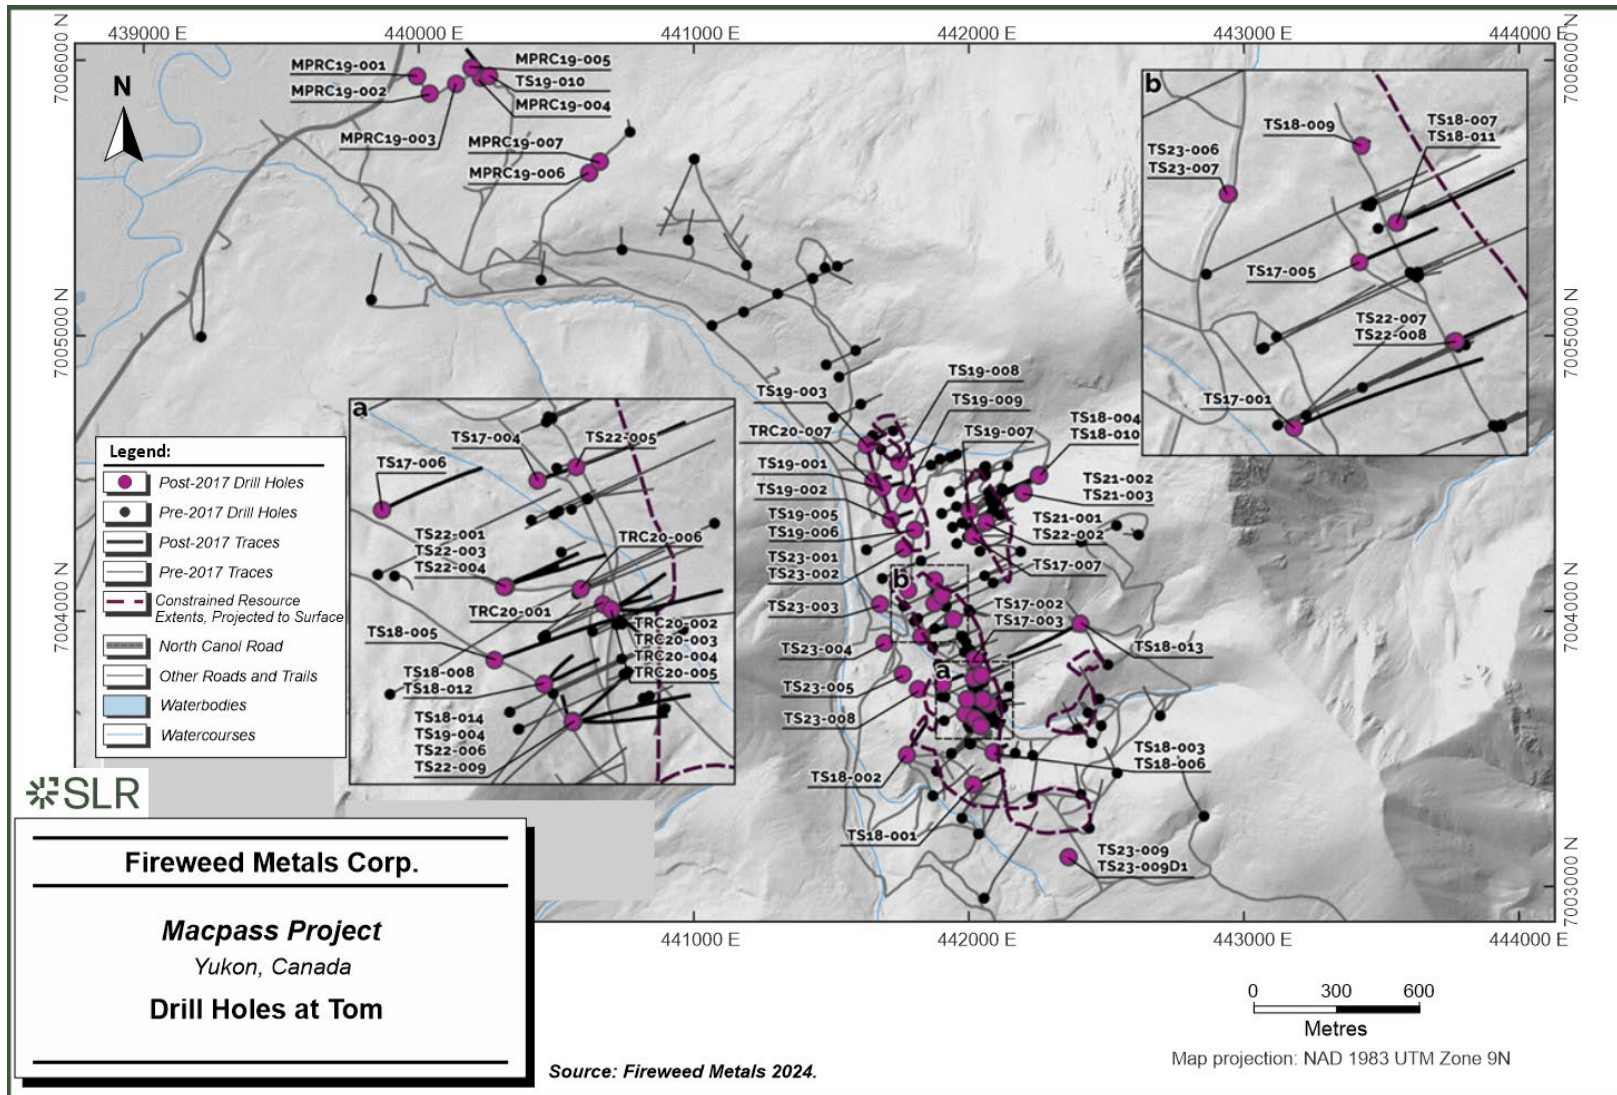 439000 E
440000 E
441000 E
442000 E
443000 E
444000 E
7006000 N
7005000 N
7004000 N
7006000 N
7005000 N
7004000 N
7003000 N
N
MPRC19-001
MPRC19-002
MPRC19-003
MPRC19-005
TS19-010
MPRC19-004
MPRC19-007
MPRC19-006
b
TS18-009
TS18-007
TS18-011
TS23-006
TS23-007
TS17-005
TS22-007
TS22-008
TS17-001
TS19-008
TS19-003
TS19-009
TS18-004
TS18-010
TRC20-007
TS19-007
TS19-001
TS19-002
TS21-002
TS21-003
TS19-005
TS19-006
TS21-001
TS22-002
TS23-001
TS23-002
TS17-007
b
TS23-003
TS17-002
TS17-003
TS23-004
TS18-013
a
TS23-005
TS23-008
TS18-003
TS18-006
TS18-002
TS18-001
TS23-009
TS23-009D1
a
TS17-004
TS22-005
TS17-006
TS22-001
TS22-003
TS22-004
TRC20-006
TRC20-001
TS18-005
TRC20-002
TRC20-003
TRC20-004
TRC20-005
TS18-008
TS18-012
TS18-014
TS19-004
TS22-006
TS22-009
Legend:
Post-2017 Drill Holes
Pre-2017 Drill Holes
Post-2017 Traces
Pre-2017 Traces
Constrained Resource
Extents, Projected to Surface
North Canol Road
Other Roads and Trails
Waterbodies
Watercourses
SLR
Fireweed Metals Corp.
Macpass Project
Yukon, Canada
Drill Holes at Tom
441000 E
442000 E
443000 E
444000 E
0 300 600
Metres
Map projection: NAD 1983 UTM Zone 9N
Source: Fireweed Metals 2024.